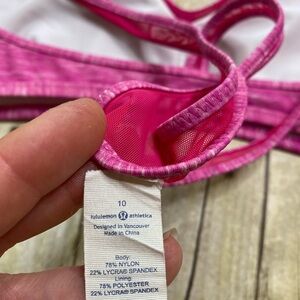 10
lululemon athletica
Designed in Vancouver
Made in China
Body:
78% NYLON
22% LYCRA® SPANDEX
Lining:
78% POLYESTER
22% LYCRA® SPANDEX